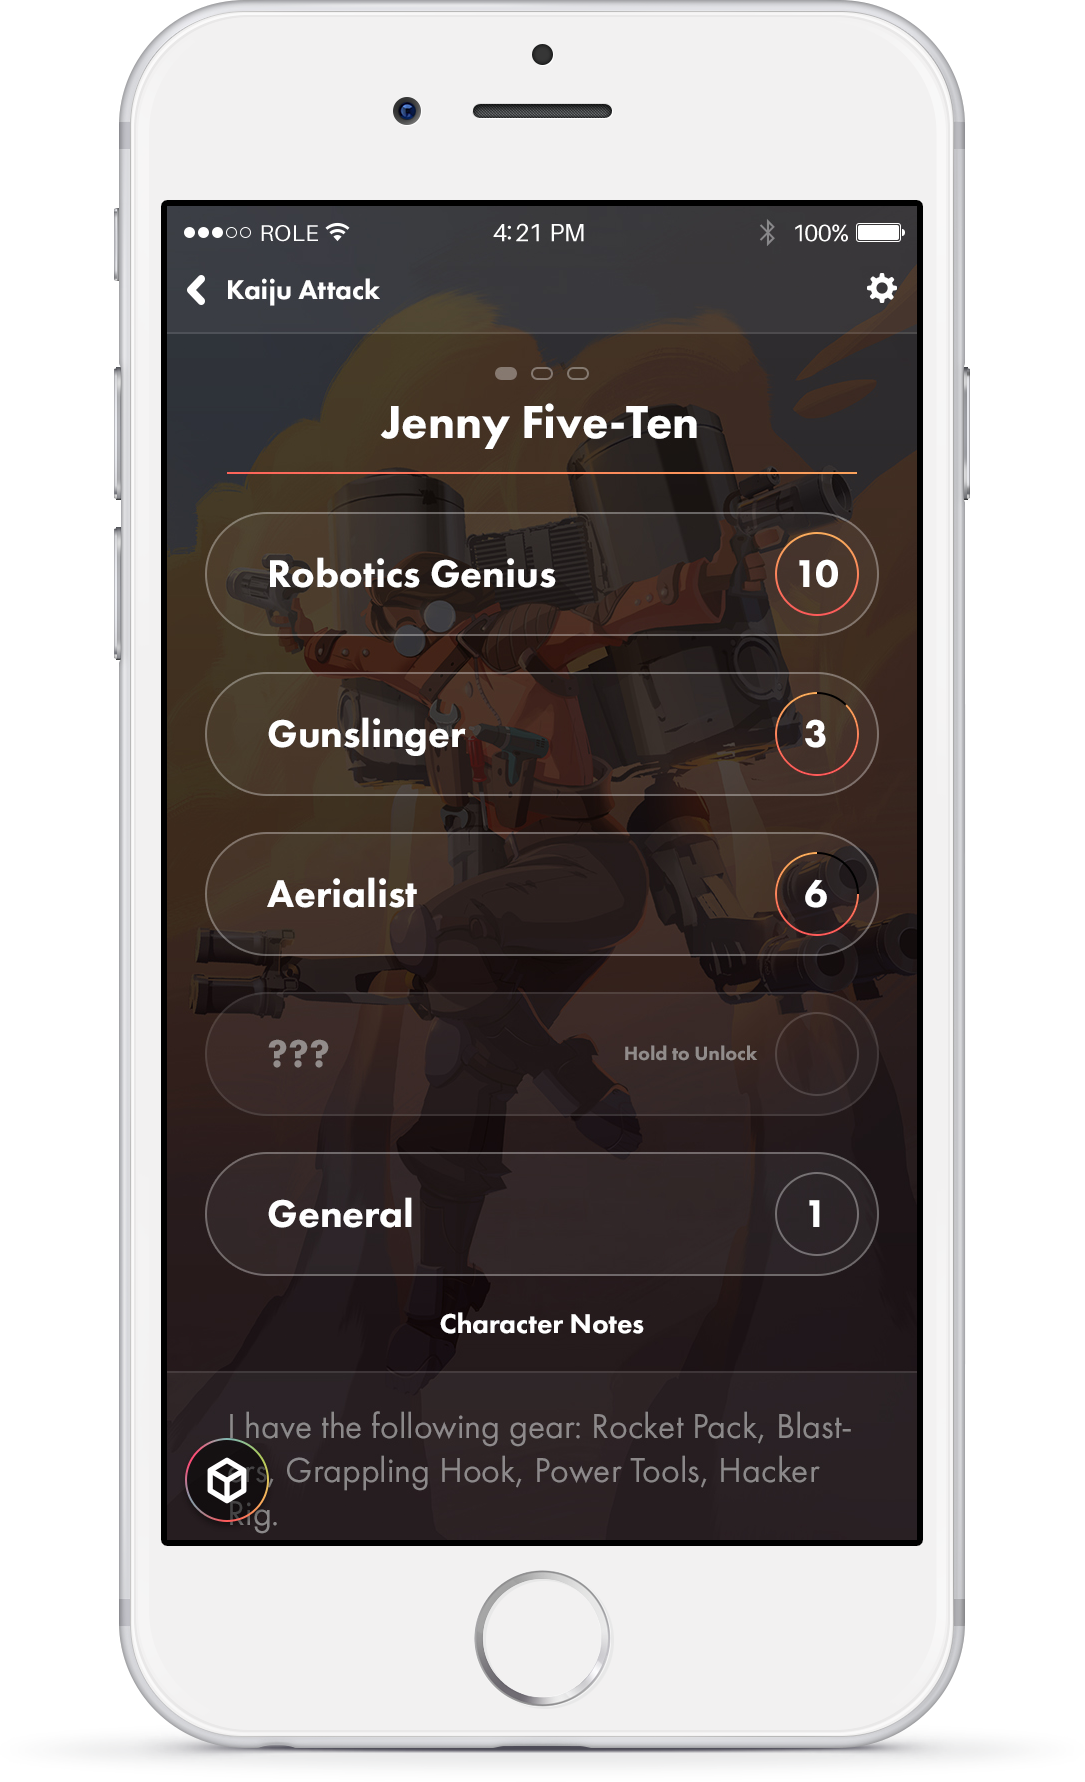 ROLE 4:21 PM 100%
Kaiju Attack
Jenny Five-Ten
Robotics Genius 10
Gunslinger 3
Aerialist 6
??? Hold to Unlock
General 1
Character Notes
I have the following gear: Rocket Pack, Blast-
ers, Grappling Hook, Power Tools, Hacker
Rig.